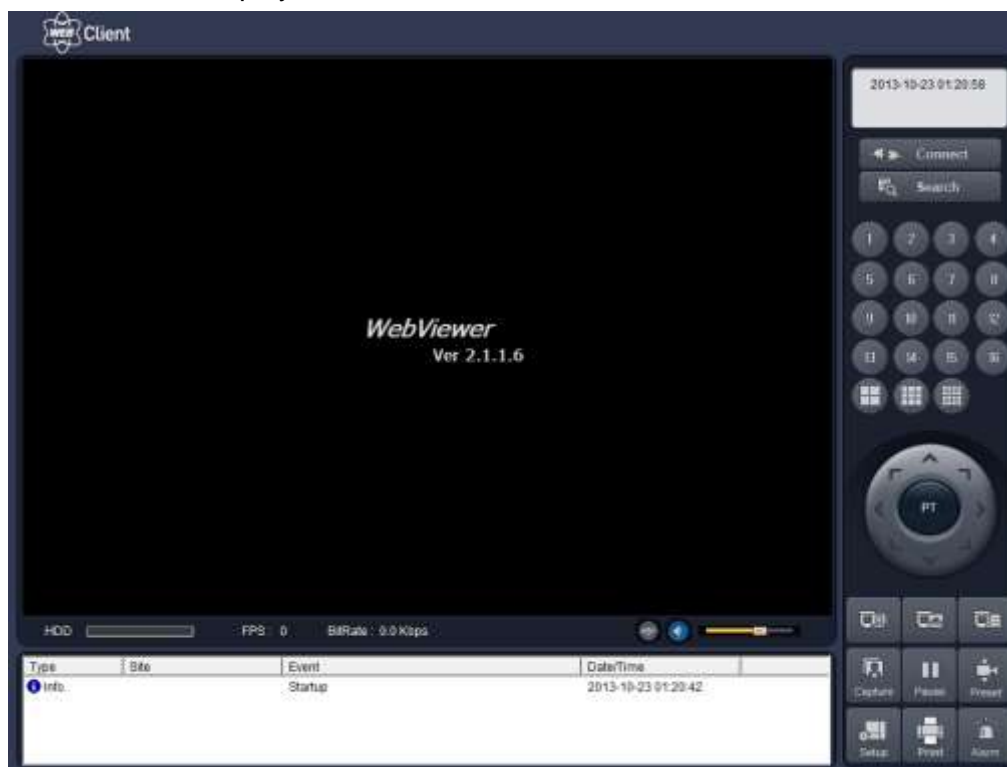 WEB Client
2013-10-23 01:20:56
Connect
Search
1 2 3 4
5 6 7 8
9 10 11 12
13 14 15 16
WebViewer
Ver 2.1.1.6
PT
HDD FPS : 0 BitRate : 0.0 Kbps
Type Site Event Date/Time
Info. Startup 2013-10-23 01:20:42
Capture Pause Preset
Setup Print Alarm